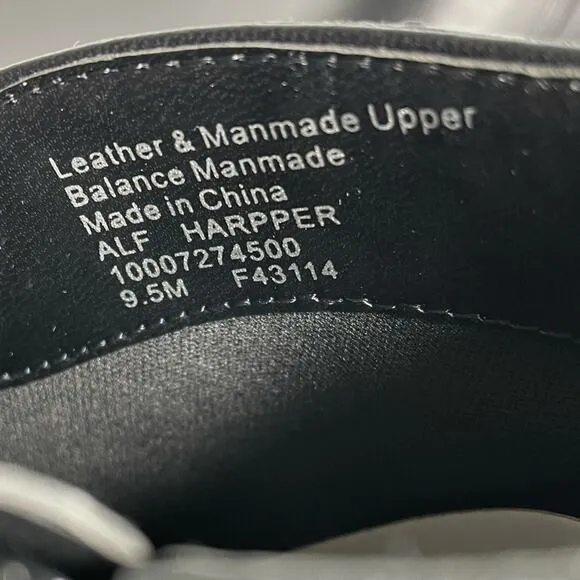 Leather & Manmade Upper
Balance Manmade
Made in China
ALF HARPPER
10007274500
9.5M F43114